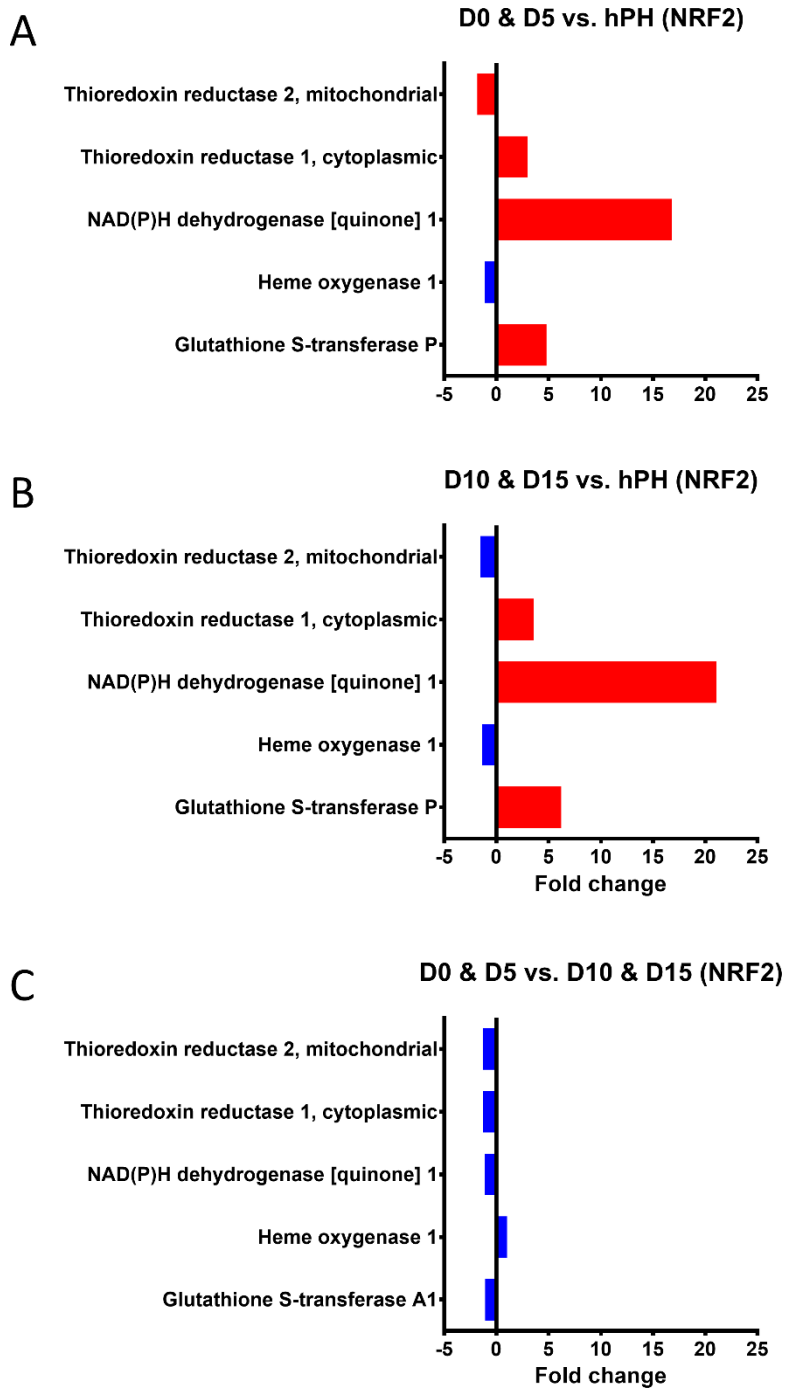 A
D0 & D5 vs. hPH (NRF2)
Thioredoxin reductase 2, mitochondrial
Thioredoxin reductase 1, cytoplasmic
NAD(P)H dehydrogenase [quinone] 1
Heme oxygenase 1
Glutathione S-transferase P
-5 0 5 10 15 20 25
B
D10 & D15 vs. hPH (NRF2)
Thioredoxin reductase 2, mitochondrial
Thioredoxin reductase 1, cytoplasmic
NAD(P)H dehydrogenase [quinone] 1
Heme oxygenase 1
Glutathione S-transferase P
-5 0 5 10 15 20 25
Fold change
C
D0 & D5 vs. D10 & D15 (NRF2)
Thioredoxin reductase 2, mitochondrial
Thioredoxin reductase 1, cytoplasmic
NAD(P)H dehydrogenase [quinone] 1
Heme oxygenase 1
Glutathione S-transferase A1
-5 0 5 10 15 20 25
Fold change